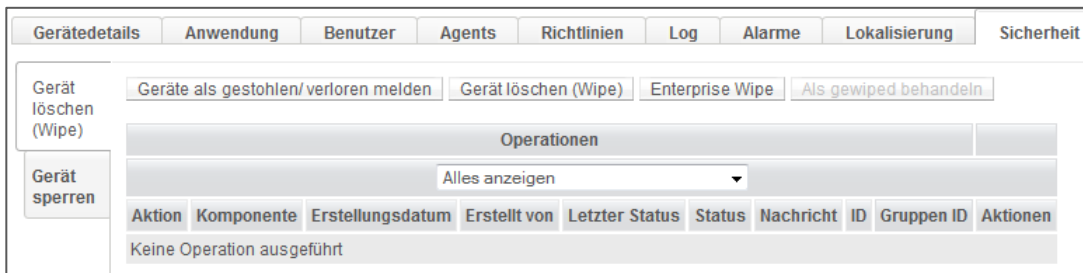 Gerätedetails Anwendung Benutzer Agents Richtlinien Log Alarme Lokalisierung Sicherheit
Gerät löschen (Wipe)
Gerät sperren
Geräte als gestohlen/ verloren melden Gerät löschen (Wipe) Enterprise Wipe Als gewiped behandeln
Operationen
Alles anzeigen
Aktion Komponente Erstellungsdatum Erstellt von Letzter Status Status Nachricht ID Gruppen ID Aktionen
Keine Operation ausgeführt